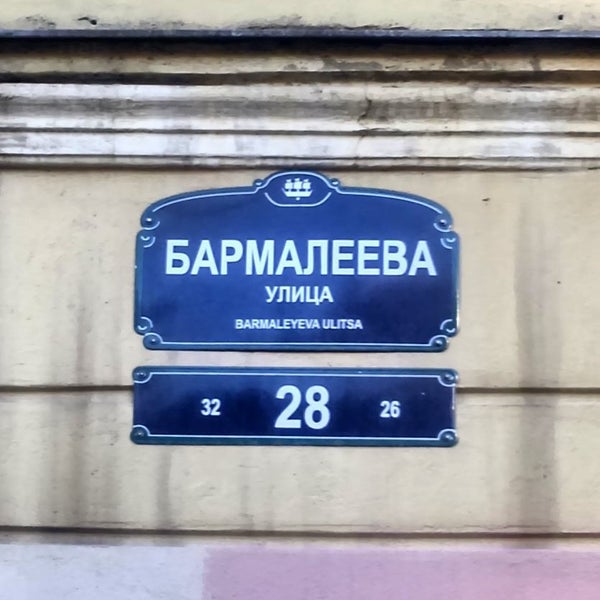 БАРМАЛЕЕВА
УЛИЦА
BARMALEYEVA ULITSA
32 28 26